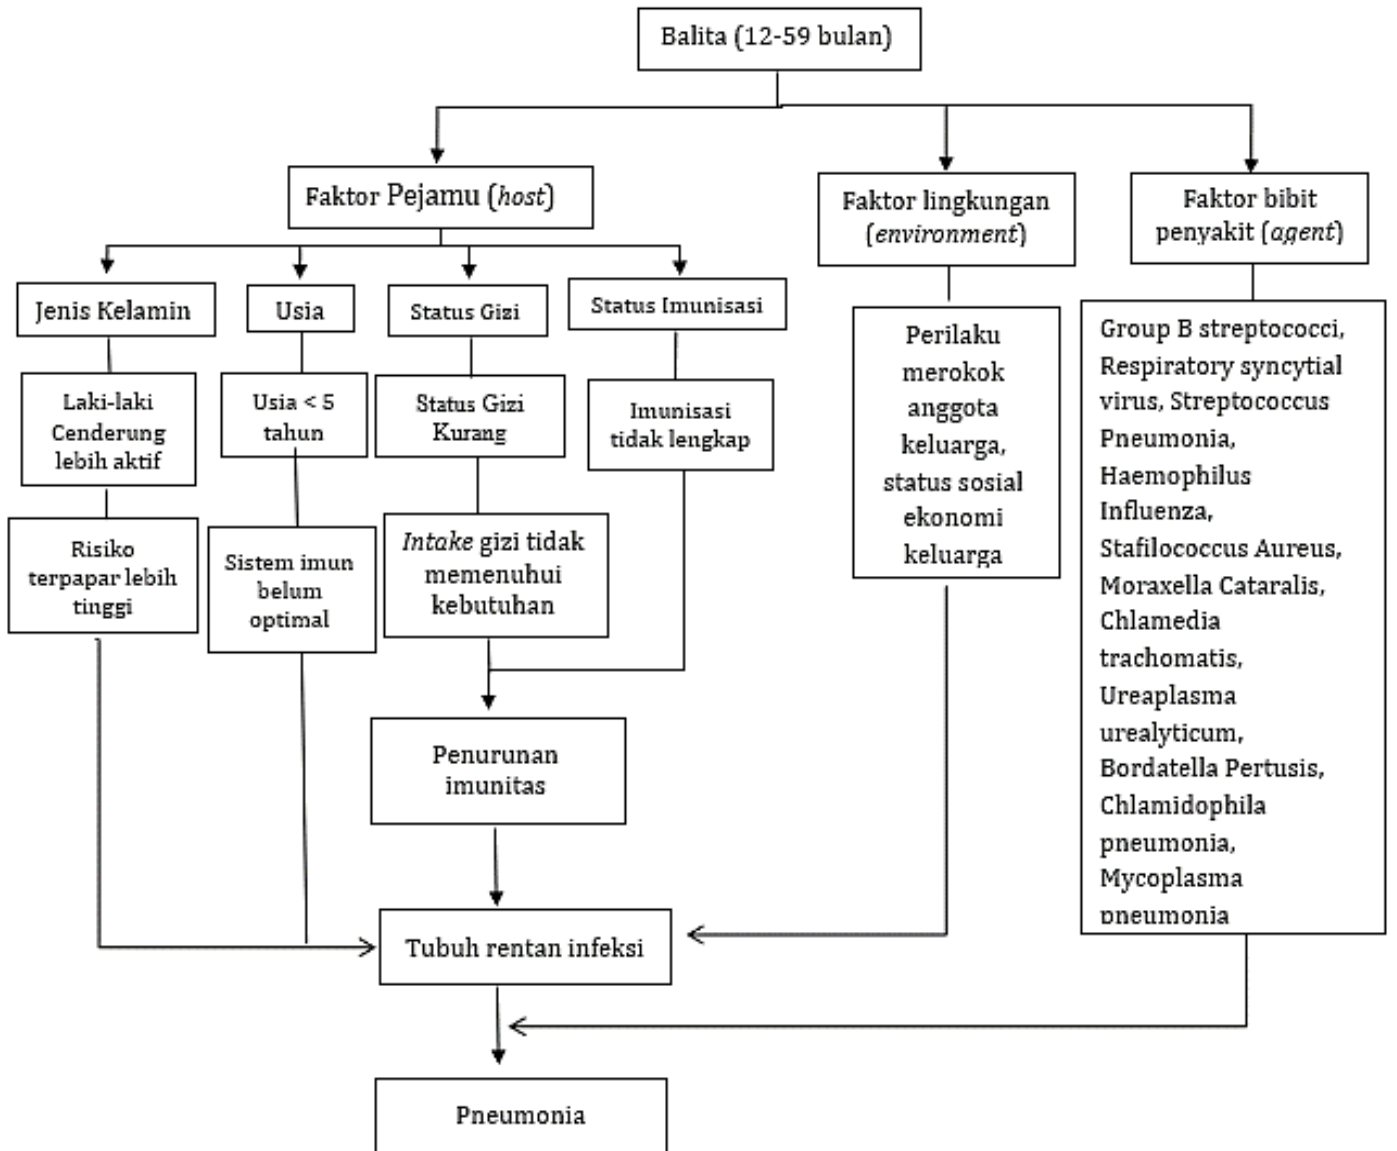 Balita (12-59 bulan)
Faktor Pejamu (host)
Faktor lingkungan
(environment)
Faktor bibit
penyakit (agent)
Jenis Kelamin
Usia
Status Gizi
Status Imunisasi
Laki-laki
Cenderung
lebih aktif
Usia < 5
tahun
Status Gizi
Kurang
Imunisasi
tidak lengkap
Risiko
terpapar lebih
tinggi
Sistem imun
belum
optimal
Intake gizi tidak
memenuhui
kebutuhan
Perilaku
merokok
anggota
keluarga,
status sosial
ekonomi
keluarga
Group B streptococci,
Respiratory syncytial
virus, Streptococcus
Pneumonia,
Haemophilus
Influenza,
Stafilococcus Aureus,
Moraxella Cataralis,
Chlamedia
trachomatis,
Ureaplasma
urealyticum,
Bordatella Pertusis,
Chlamidophila
pneumonia,
Mycoplasma
pneumonia
Penurunan
imunitas
Tubuh rentan infeksi
Pneumonia